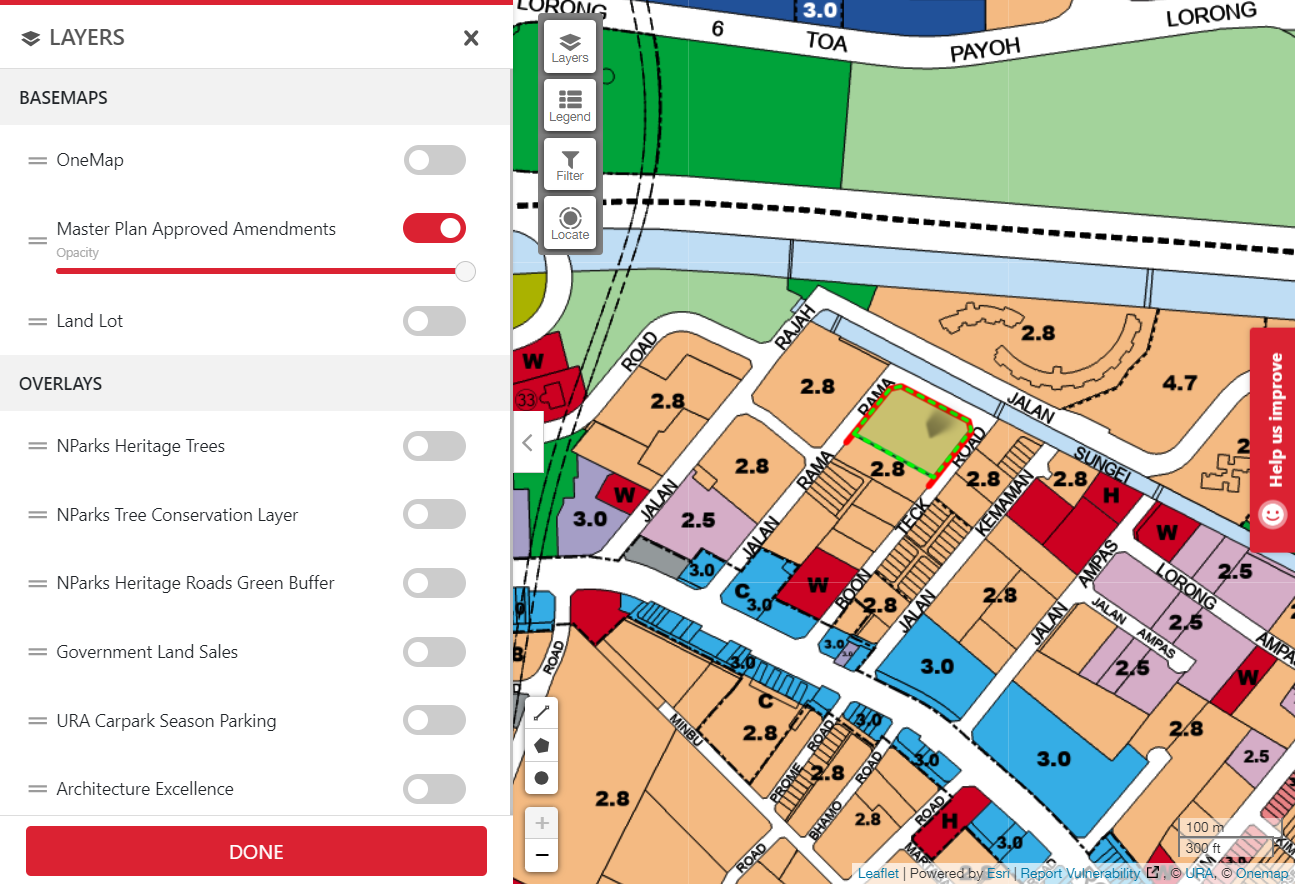 LAYERS
BASEMAPS
OneMap
Master Plan Approved Amendments
Opacity
Land Lot
OVERLAYS
NParks Heritage Trees
NParks Tree Conservation Layer
NParks Heritage Roads Green Buffer
Government Land Sales
URA Carpark Season Parking
Architecture Excellence
DONE
Layers
Legend
Filter
Locate
LORONG
6
TOA
PAYOH
LORONG
3.0
2.8
4.7
RAJAH
ROAD
W
33
2.8
2.8
RAMA
JALAN
2.8
2.8
RAMA
ROAD
2.8
SUNGEI
2.8
H
KEMAMAN
W
3.0
JALAN
2.5
JALAN
TECK
W
2.5
AMPAS
LORONG
3.0
C
3.0
W
BOON
2.8
2.8
JALAN
JALAN
JALAN
AMPAS
2.5
AMPAS
3.0
3.0
3.0
2.5
W
ROAD
3.0
C
2.8
MINBU
3.0
3.0
3.0
2.8
2.5
PROME
ROAD
2.8
ROAD
BHAMO
2.8
2.8
ROAD
H
3.0
ROAD
Help us improve
100 m
300 ft
Leaflet | Powered by Esri | Report Vulnerability , © URA, © Onemap